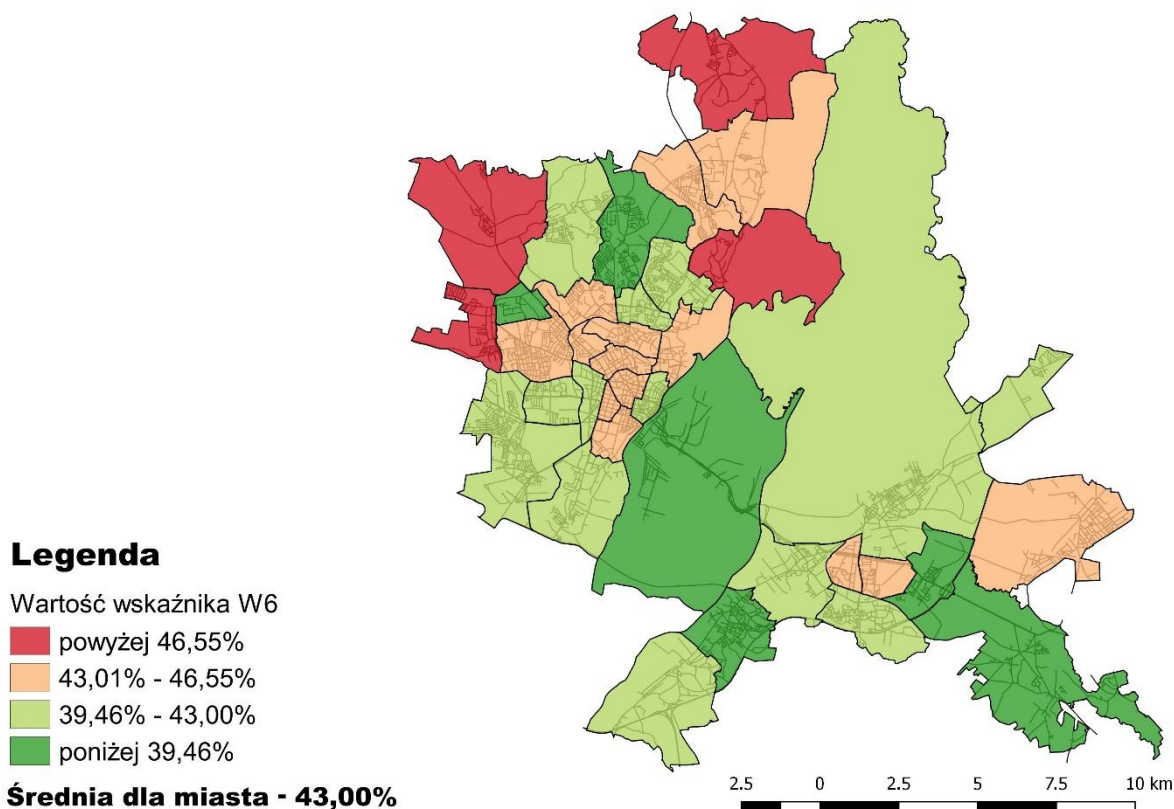 Legenda
Wartość wskaźnika W6
powyżej 46,55%
43,01% - 46,55%
39,46% - 43,00%
poniżej 39,46%
Średnia dla miasta - 43,00%
2.5 0 2.5 5 7.5 10 km